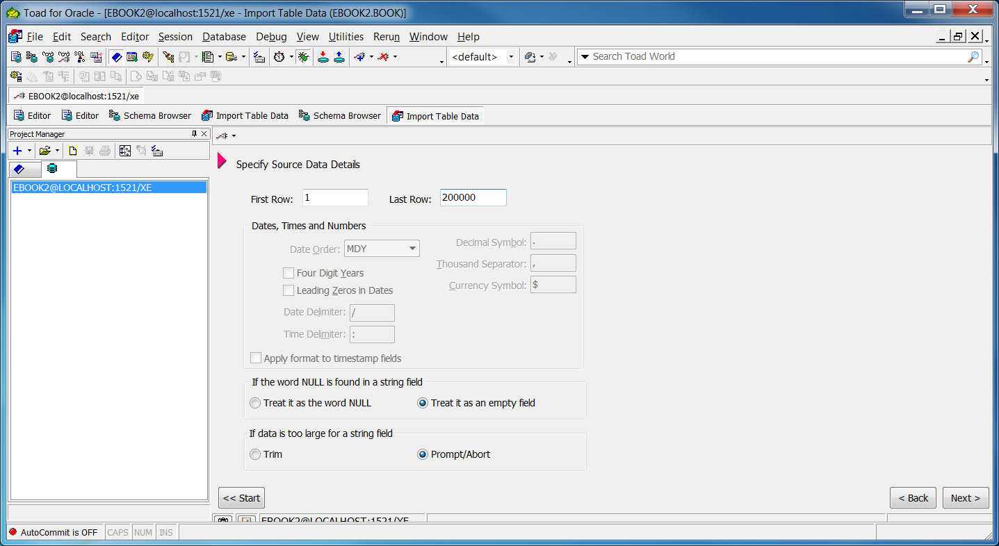 Toad for Oracle - [EBOOK2@localhost:1521/xe - Import Table Data (EBOOK2.BOOK)]
File Edit Search Editor Session Database Debug View Utilities Rerun Window Help
SQL <default> Search Toad World
EBOOK2@localhost:1521/xe
Editor Editor Schema Browser Import Table Data Schema Browser Import Table Data
Project Manager
EBOOK2@LOCALHOST:1521/XE
Specify Source Data Details
First Row: 1 Last Row: 200000
Dates, Times and Numbers
Date Order: MDY Decimal Symbol: .
Four Digit Years Thousand Separator: ,
Leading Zeros in Dates Currency Symbol: $
Date Delimiter: /
Time Delimiter: :
Apply format to timestamp fields
If the word NULL is found in a string field
Treat it as the word NULL Treat it as an empty field
If data is too large for a string field
Trim Prompt/Abort
<< Start < Back Next >
EBOOK2@LOCALHOST:1521/XE
AutoCommit is OFF CAPS NUM INS